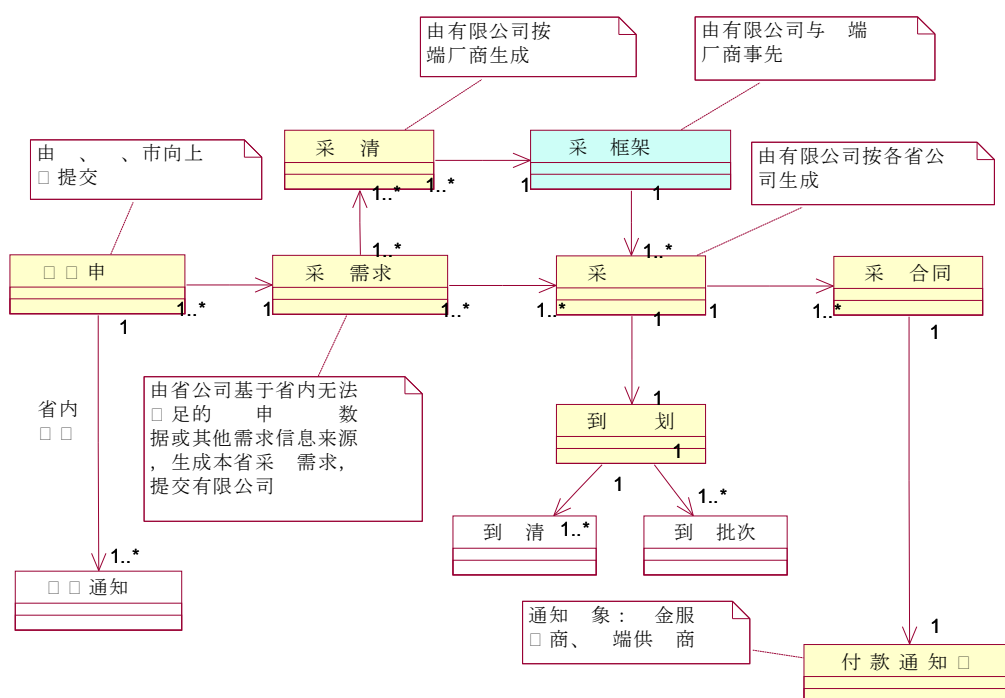 由有限公司按
端厂商生成
由有限公司与 端
厂商事先
由 、 、市向上
□ 提交
采 清
采 框架
由有限公司按各省公
司生成
1..*
1..*
1
1
1..*
1..*
□ □ 申
采 需求
采
采 合同
1..*
1
1..*
1..*
1
1
1..*
1
1
省内
□ □
由省公司基于省内无法
□ 足的 申 数
据或其他需求信息来源
，生成本省采 需求，
提交有限公司
1
到 划
1
1
1..*
到 清
1..*
到 批次
1..*
□ □ 通知
通知 象： 金服
□ 商、 端供 商
1
付 款 通 知 □